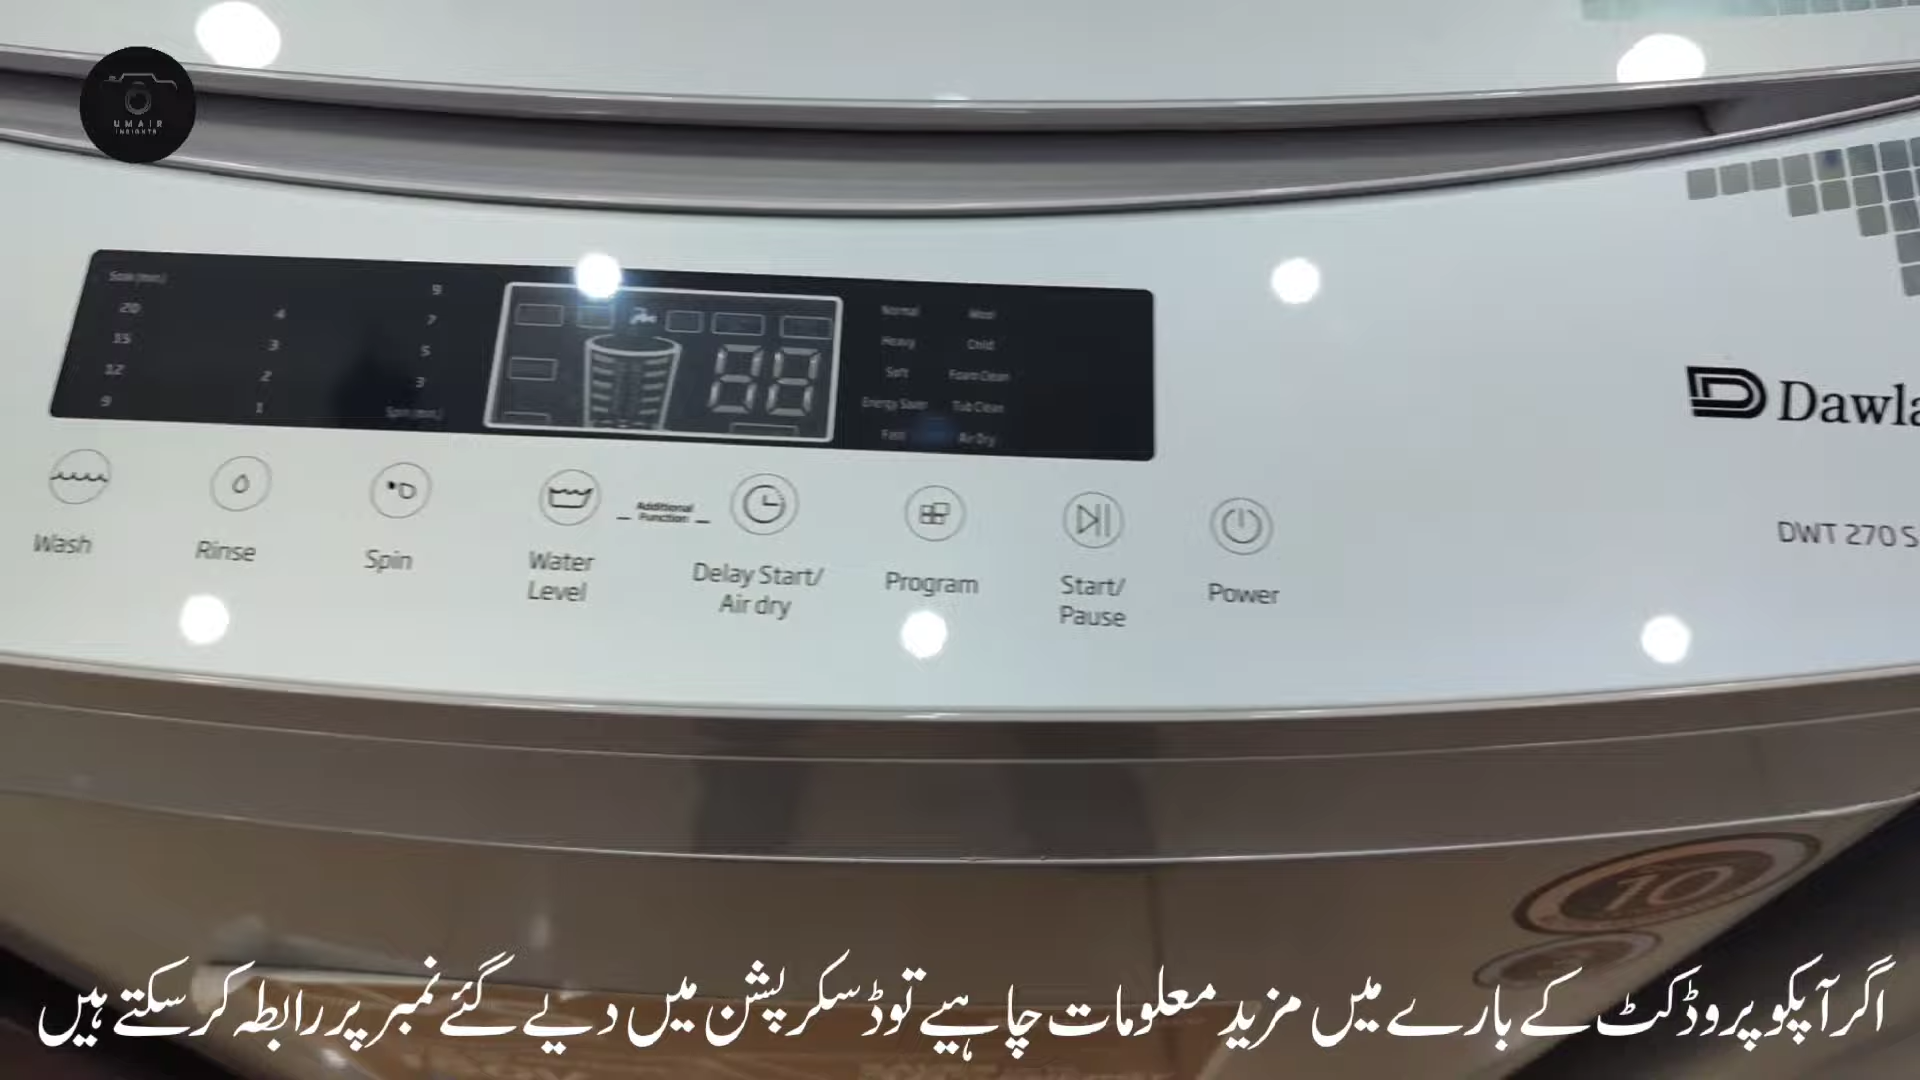 UMAIR
INSIGHTS
Soak (min.)
20
15
12
9
4
3
2
1
9
7
5
3
Spin (min.)
88
Normal
Heavy
Soft
Energy Saver
Fast
Wool
Child
Foam Clean
Tub Clean
Air Dry
Wash
Rinse
Spin
Water
Level
Additional
Function
Delay Start/
Air dry
Program
Start/
Pause
Power
Dawla
DWT 270 S
10
اگر آپکو پروڈکٹ کے بارے میں مزید معلومات چاہیے تو ڈسکرپشن میں دیے گئے نمبر پر رابطہ کر سکتے ہیں